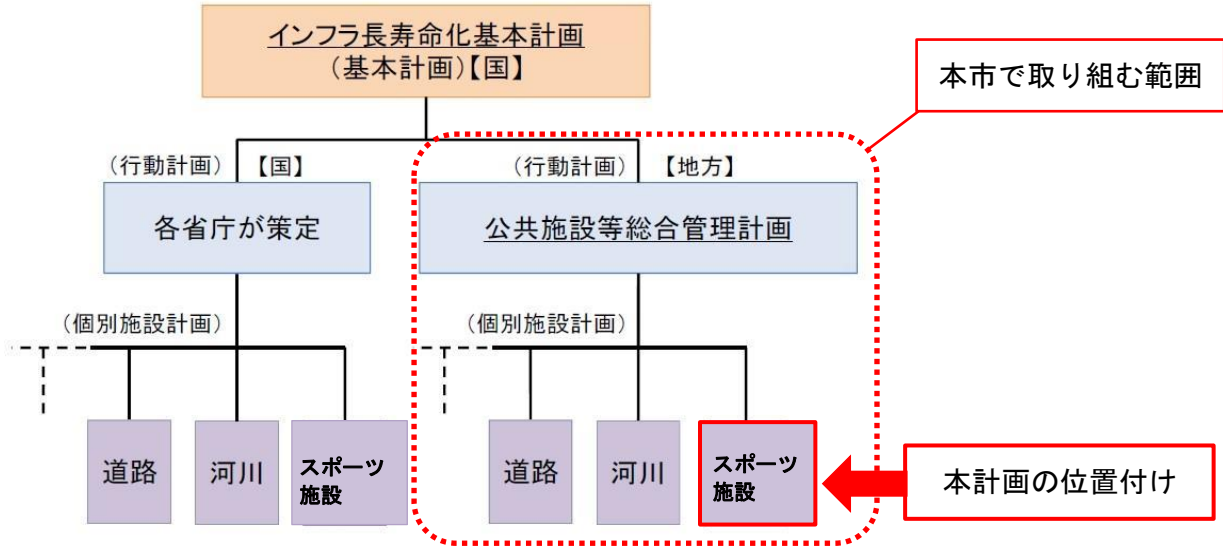 インフラ長寿命化基本計画
(基本計画)【国】
本市で取り組む範囲
(行動計画) 【国】
(行動計画) 【地方】
各省庁が策定
公共施設等総合管理計画
(個別施設計画)
(個別施設計画)
道路
河川
スポーツ
施設
道路
河川
スポーツ
施設
本計画の位置付け